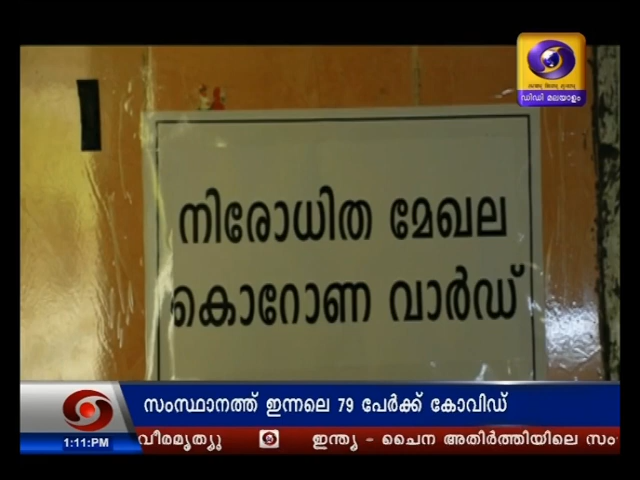 ഡിഡി മലയാളം
നിരോധിത മേഖല
കൊറോണ വാർഡ്
സംസ്ഥാനത്ത് ഇന്നലെ 79 പേർക്ക് കോവിഡ്
1:11:PM
വീരമൃത്യു ഇന്ത്യ - ചൈന അതിർത്തിയിലെ സം